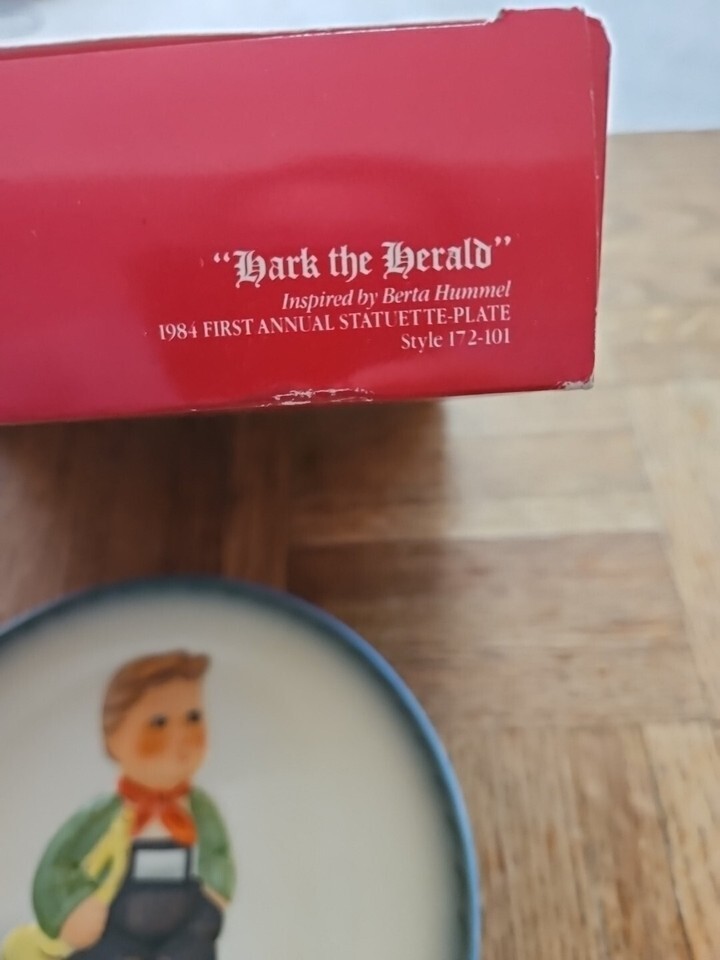 “Hark the Herald”
Inspired by Berta Hummel
1984 FIRST ANNUAL STATUETTE-PLATE
Style 172-101